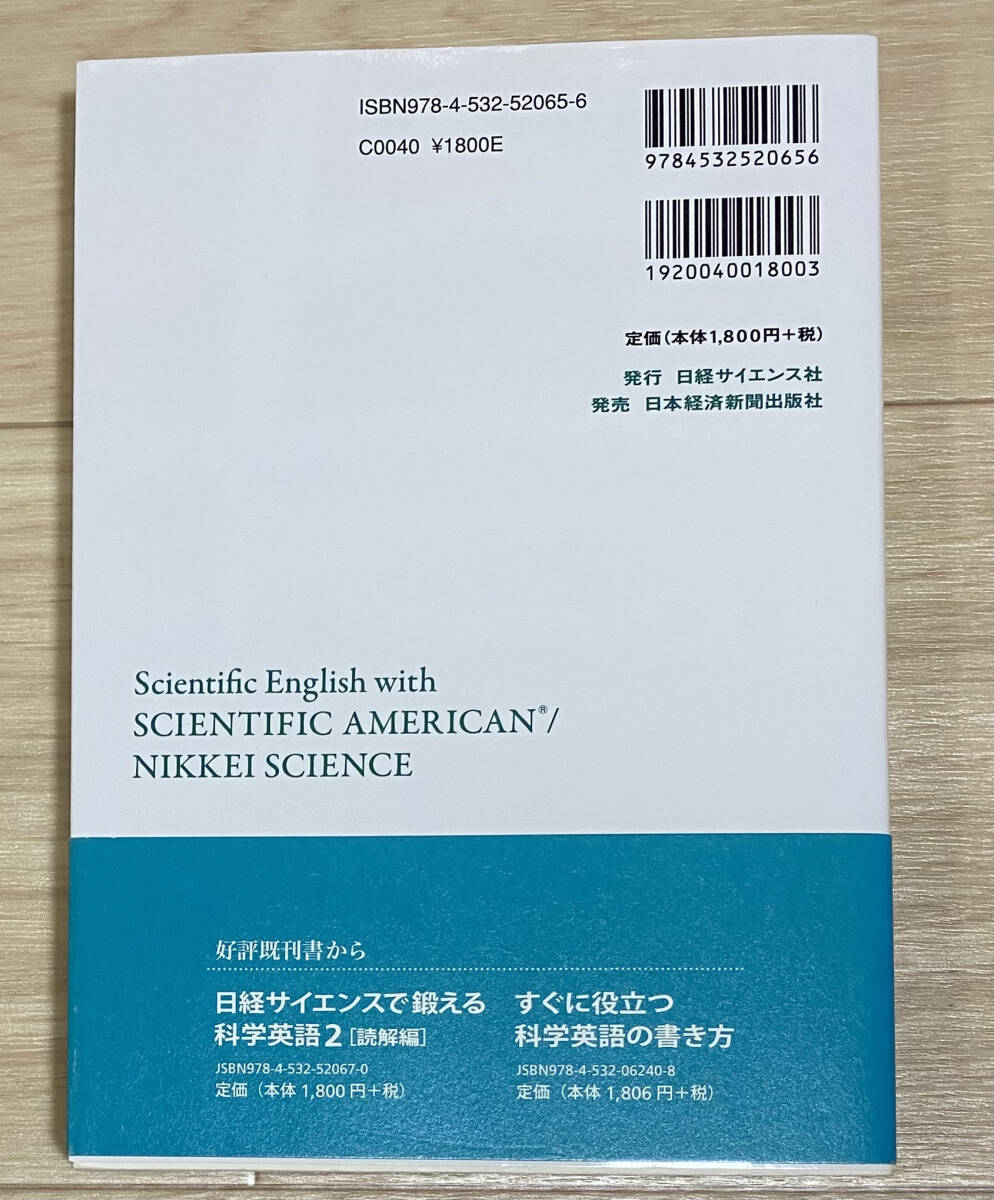 ISBN978-4-532-52065-6
C0040 ¥1800E
9784532520656
1920040018003
定価(本体1,800円+税)
発行 日経サイエンス社
発売 日本経済新聞出版社
Scientific English with
SCIENTIFIC AMERICAN®/
NIKKEI SCIENCE
好評既刊書から
日経サイエンスで鍛える
科学英語2[読解編]
JSBN978-4-532-52067-0
定価(本体 1,800 円+税)
すぐに役立つ
科学英語の書き方
JSBN978-4-532-06240-8
定価(本体 1,806 円+税)